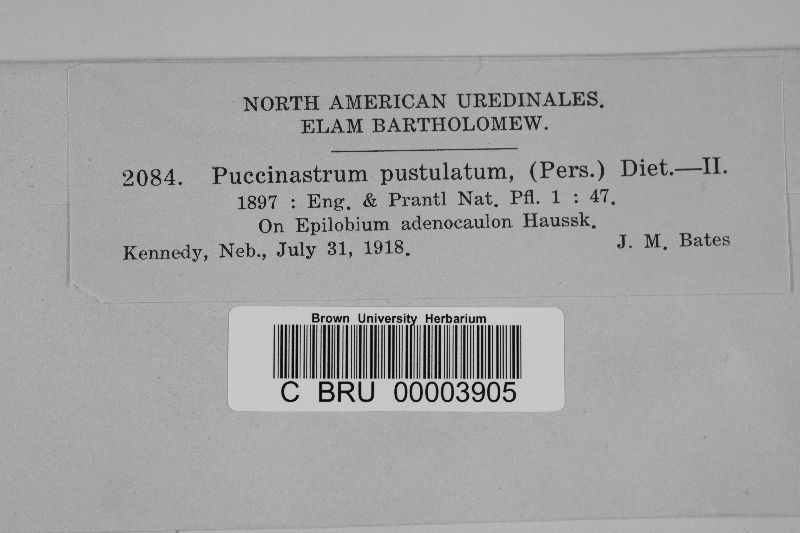 NORTH AMERICAN UREDINALES.
ELAM BARTHOLOMEW.
2084. Puccinastrum pustulatum, (Pers.) Diet.—II.
1897 : Eng. & Prantl Nat. Pfl. 1 : 47.
On Epilobium adenocaulon Haussk.
Kennedy, Neb., July 31, 1918. J. M. Bates
Brown University Herbarium
C BRU 00003905